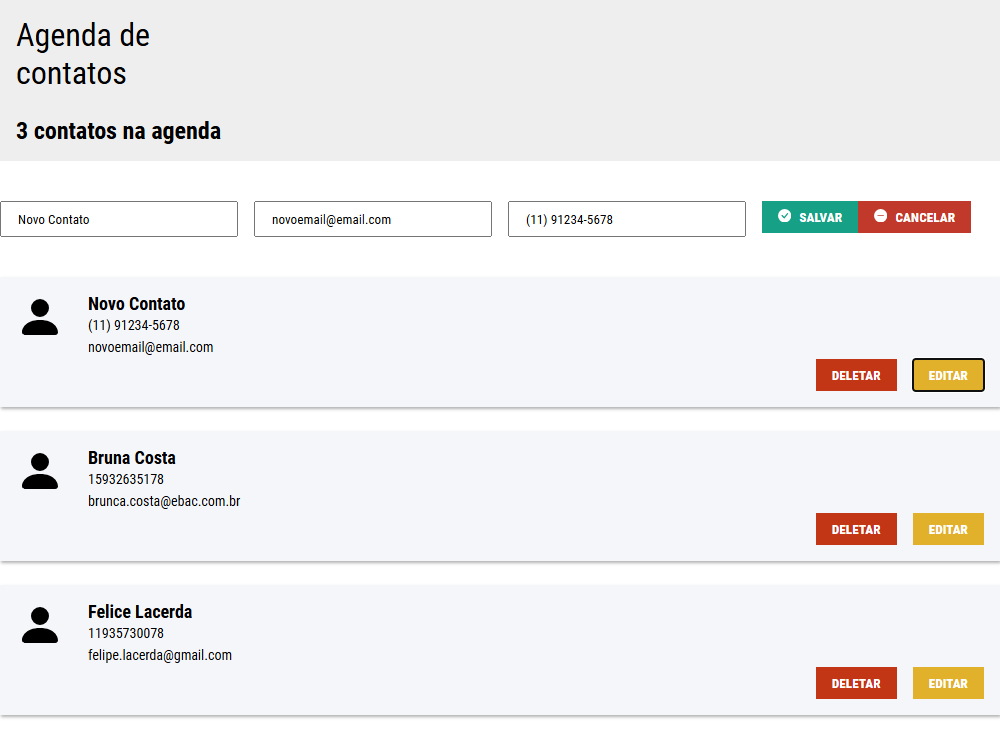 Agenda de
contatos
3 contatos na agenda
Novo Contato novoemail@email.com (11) 91234-5678 SALVAR CANCELAR
Novo Contato
(11) 91234-5678
novoemail@email.com
DELETAR EDITAR
Bruna Costa
15932635178
brunca.costa@ebac.com.br
DELETAR EDITAR
Felice Lacerda
11935730078
felipe.lacerda@gmail.com
DELETAR EDITAR